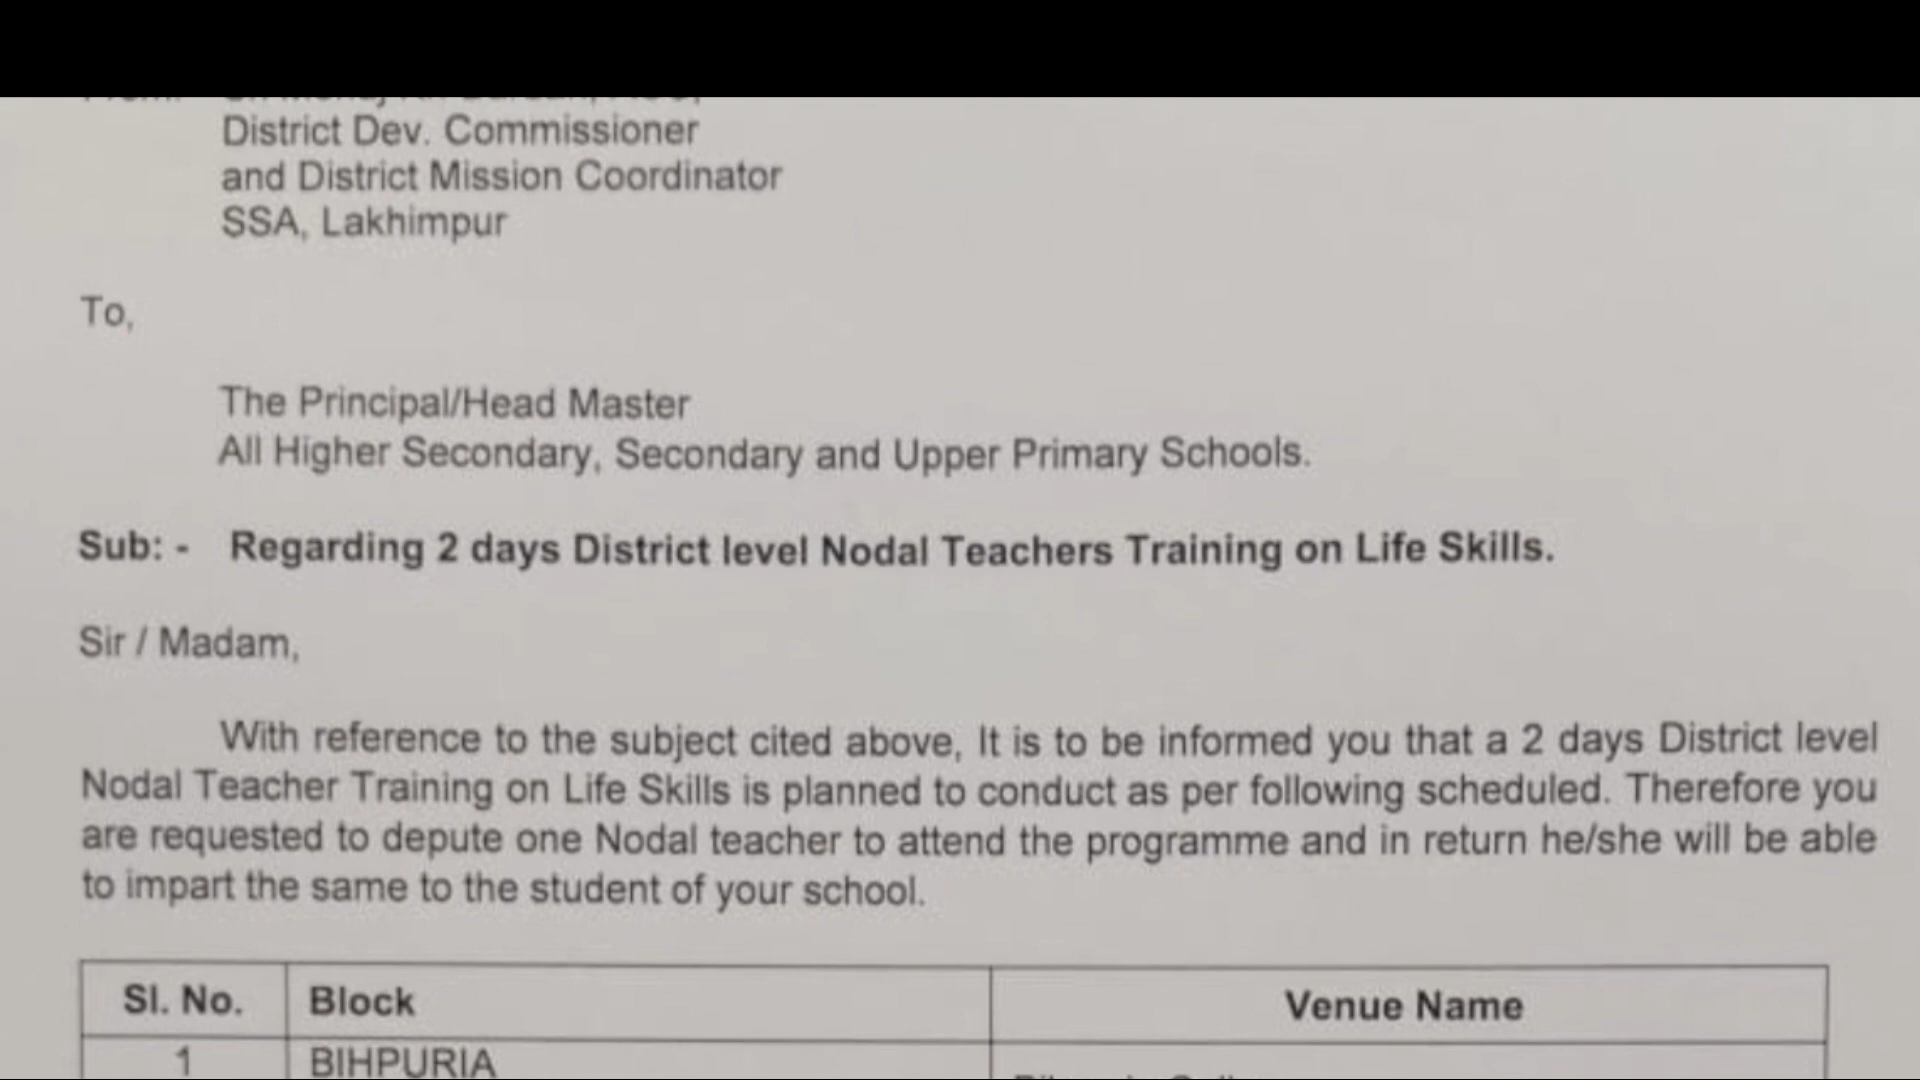 District Dev. Commissioner
and District Mission Coordinator
SSA, Lakhimpur
To,
The Principal/Head Master
All Higher Secondary, Secondary and Upper Primary Schools.
Sub: - Regarding 2 days District level Nodal Teachers Training on Life Skills.
Sir / Madam,
With reference to the subject cited above, It is to be informed you that a 2 days District level
Nodal Teacher Training on Life Skills is planned to conduct as per following scheduled. Therefore you
are requested to depute one Nodal teacher to attend the programme and in return he/she will be able
to impart the same to the student of your school.
Sl. No. Block Venue Name
1 BIHPURIA